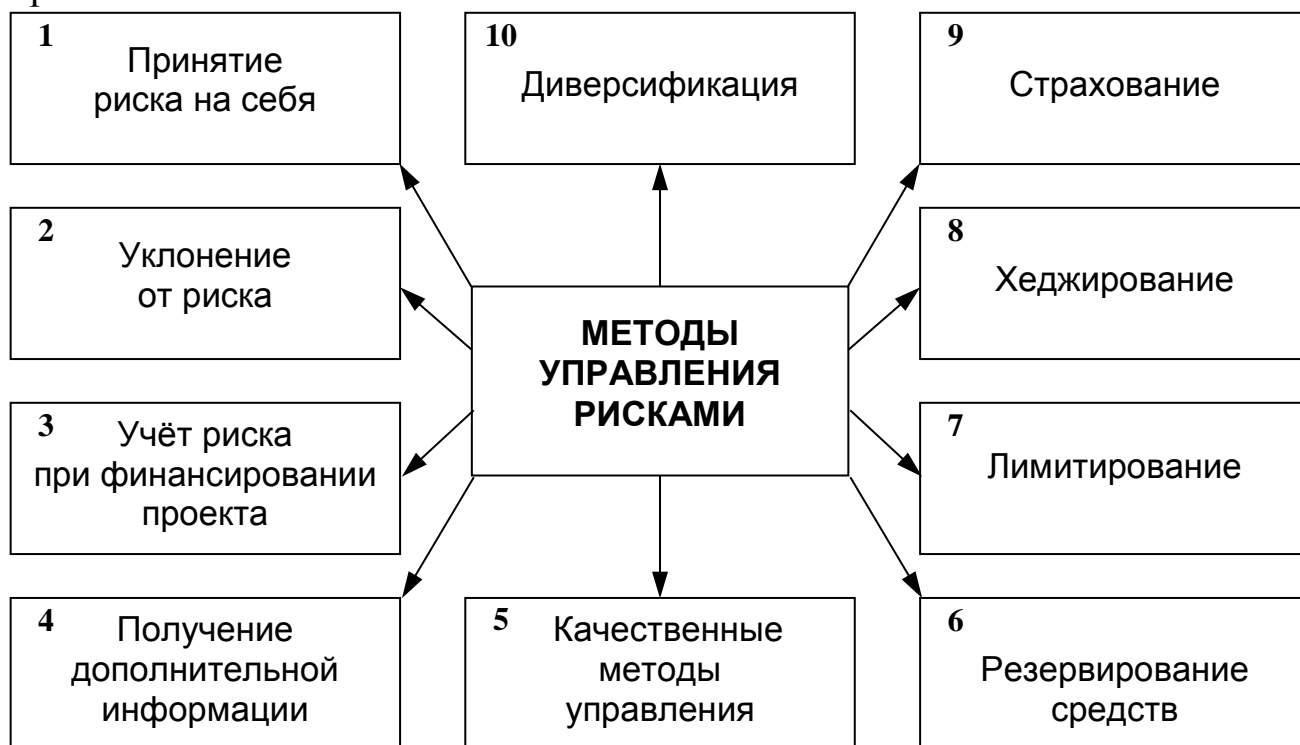 1
Принятие
риска на себя
10
Диверсификация
9
Страхование
2
Уклонение
от риска
8
Хеджирование
МЕТОДЫ
УПРАВЛЕНИЯ
РИСКАМИ
3
Учёт риска
при финансировании
проекта
7
Лимитирование
4
Получение
дополнительной
информации
5
Качественные
методы
управления
6
Резервирование
средств